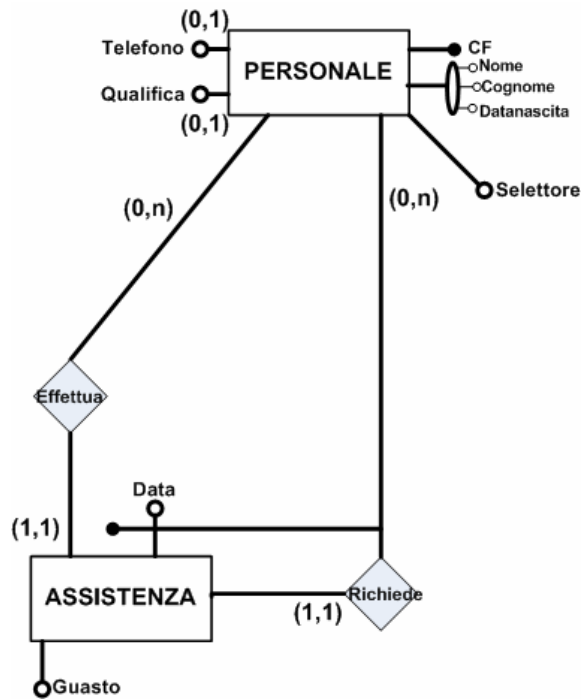 (0,1)
Telefono
CF
PERSONALE
Nome
Cognome
Qualifica
Datanascita
(0,1)
Selettore
(0,n)
(0,n)
Effettua
Data
(1,1)
ASSISTENZA
Richiede
(1,1)
Guasto